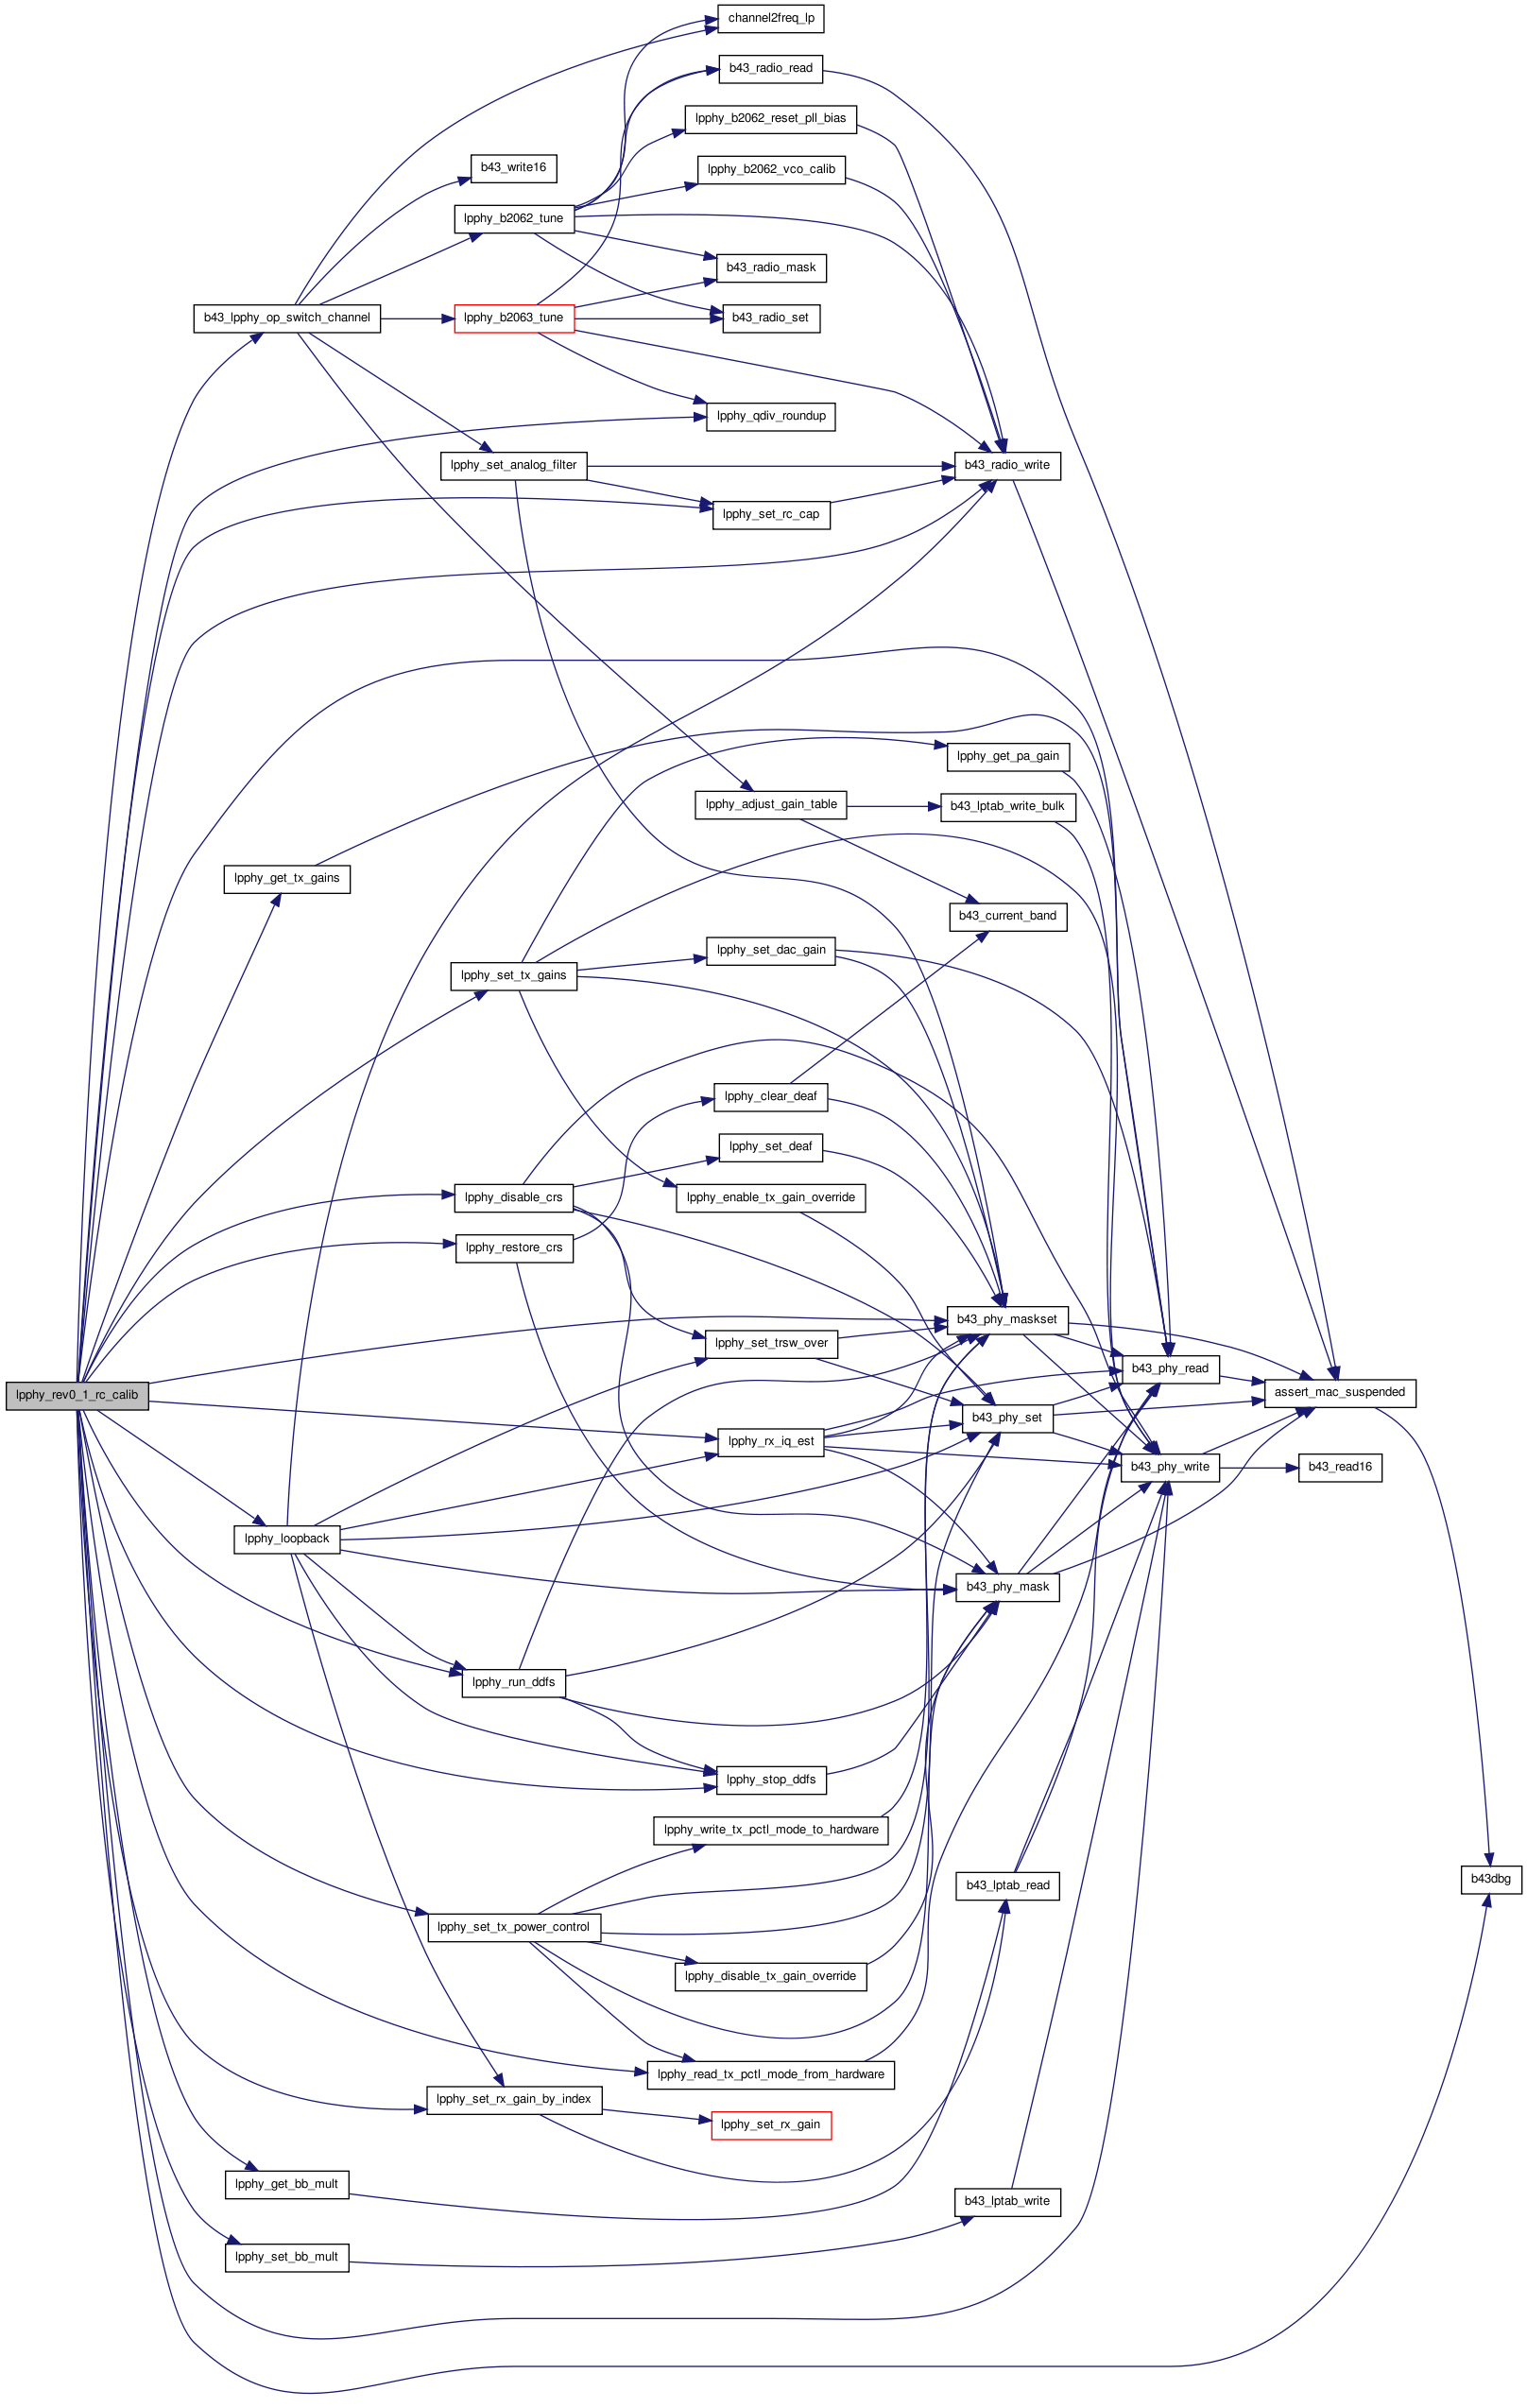 channel2freq_lp
b43_radio_read
lpphy_b2062_reset_pll_bias
b43_write16
lpphy_b2062_vco_calib
lpphy_b2062_tune
b43_radio_mask
b43_lpphy_op_switch_channel
lpphy_b2063_tune
b43_radio_set
lpphy_qdiv_roundup
lpphy_set_analog_filter
b43_radio_write
lpphy_set_rc_cap
lpphy_get_pa_gain
lpphy_adjust_gain_table
b43_lptab_write_bulk
lpphy_get_tx_gains
b43_current_band
lpphy_set_dac_gain
lpphy_set_tx_gains
lpphy_clear_deaf
lpphy_set_deaf
lpphy_disable_crs
lpphy_enable_tx_gain_override
lpphy_restore_crs
b43_phy_maskset
lpphy_set_trsw_over
b43_phy_read
lpphy_rev0_1_rc_calib
assert_mac_suspended
b43_phy_set
lpphy_rx_iq_est
b43_phy_write
b43_read16
lpphy_loopback
b43_phy_mask
lpphy_run_ddfs
lpphy_stop_ddfs
lpphy_write_tx_pctl_mode_to_hardware
b43dbg
b43_lptab_read
lpphy_set_tx_power_control
lpphy_disable_tx_gain_override
lpphy_read_tx_pctl_mode_from_hardware
lpphy_set_rx_gain_by_index
lpphy_set_rx_gain
lpphy_get_bb_mult
b43_lptab_write
lpphy_set_bb_mult